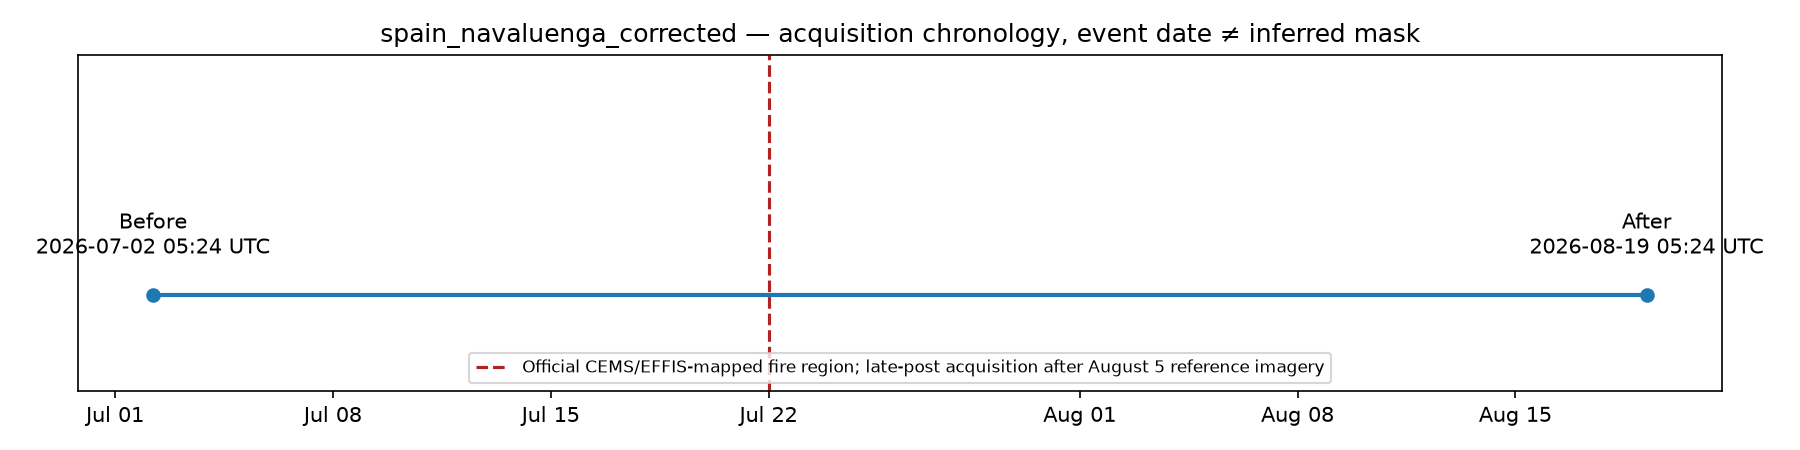 spain_navaluenga_corrected — acquisition chronology, event date ≠ inferred mask
Before
2026-07-02 05:24 UTC
After
2026-08-19 05:24 UTC
Official CEMS/EFFIS-mapped fire region; late-post acquisition after August 5 reference imagery
Jul 01
Jul 08
Jul 15
Jul 22
Aug 01
Aug 08
Aug 15